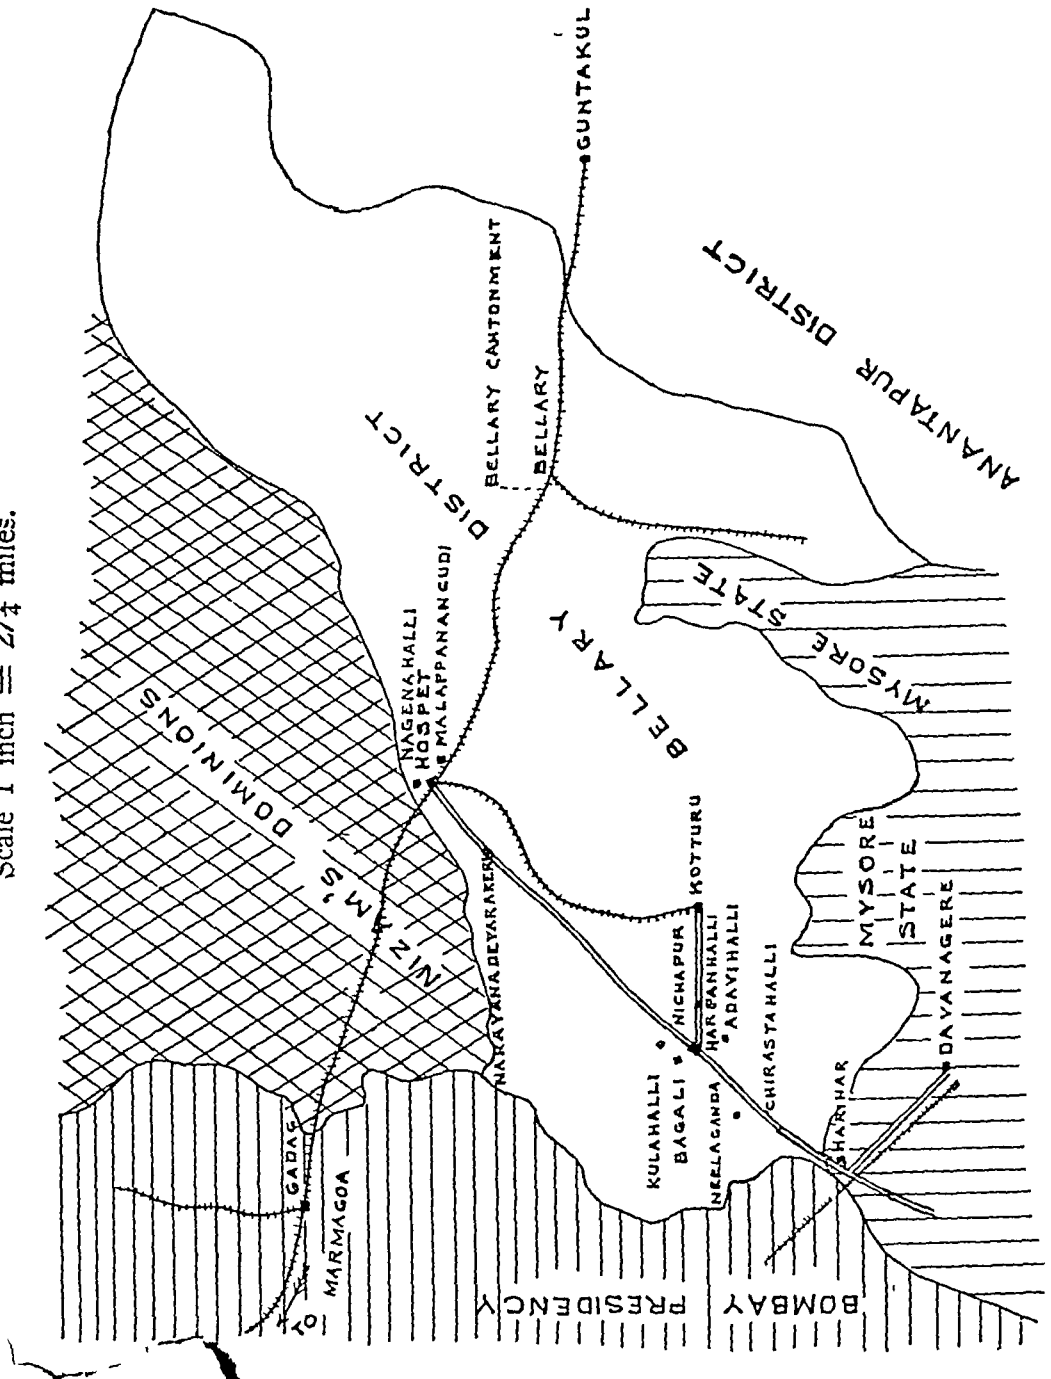 Scale 1 inch = 27¼ miles.
GUNTAKUL
BELLARY CANTONMENT
BELLARY
ANANTAPUR DISTRICT
BELLARY DISTRICT
NAGENAHALLI
HOSPET
MALAPPANANGUDI
NIZAM'S DOMINIONS
MYSORE STATE
NARAYANADEVARAKERE
KOTTURU
NICHAPUR
HARPANHALLI
ADAVIHALLI
CHIRASTAHALLI
KULAHALLI
BAGALI
NEELAGANDA
MYSORE
STATE
DAVANAGERE
HARIHAR
GADAG
TO MARMAGOA
BOMBAY PRESIDENCY